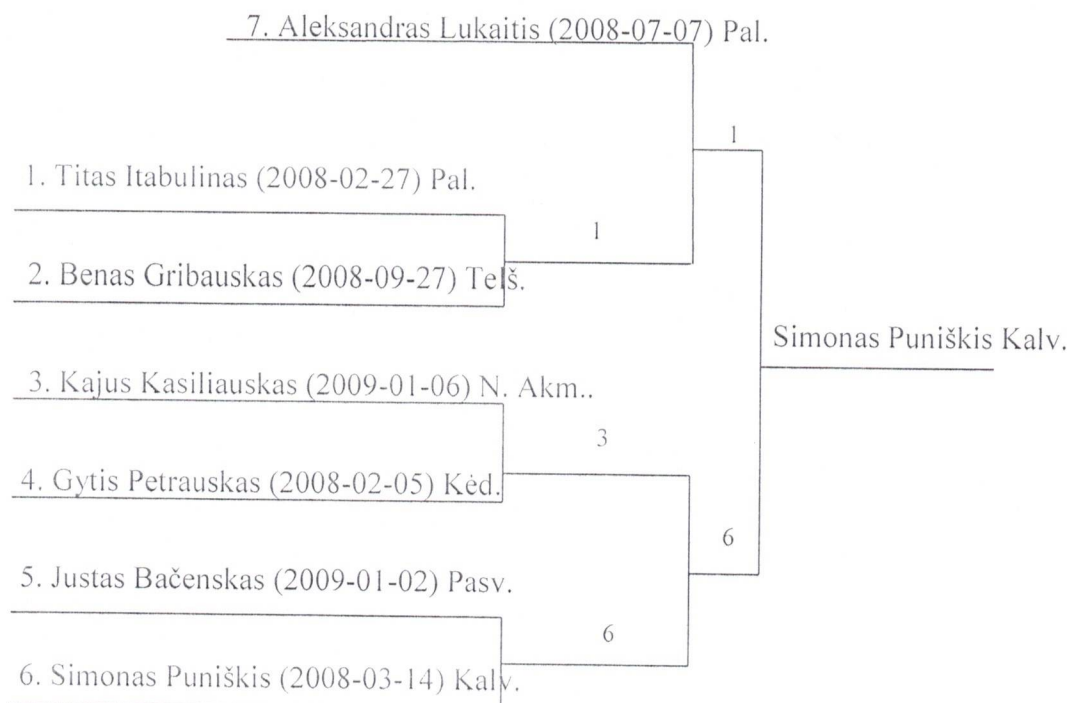 7. Aleksandras Lukaitis (2008-07-07) Pal.
1
1. Titas Itabulinas (2008-02-27) Pal.
1
2. Benas Gribauskas (2008-09-27) Telš.
Simonas Puniškis Kalv.
3. Kajus Kasiliauskas (2009-01-06) N. Akm..
3
4. Gytis Petrauskas (2008-02-05) Kėd.
6
5. Justas Bačenskas (2009-01-02) Pasv.
6
6. Simonas Puniškis (2008-03-14) Kalv.